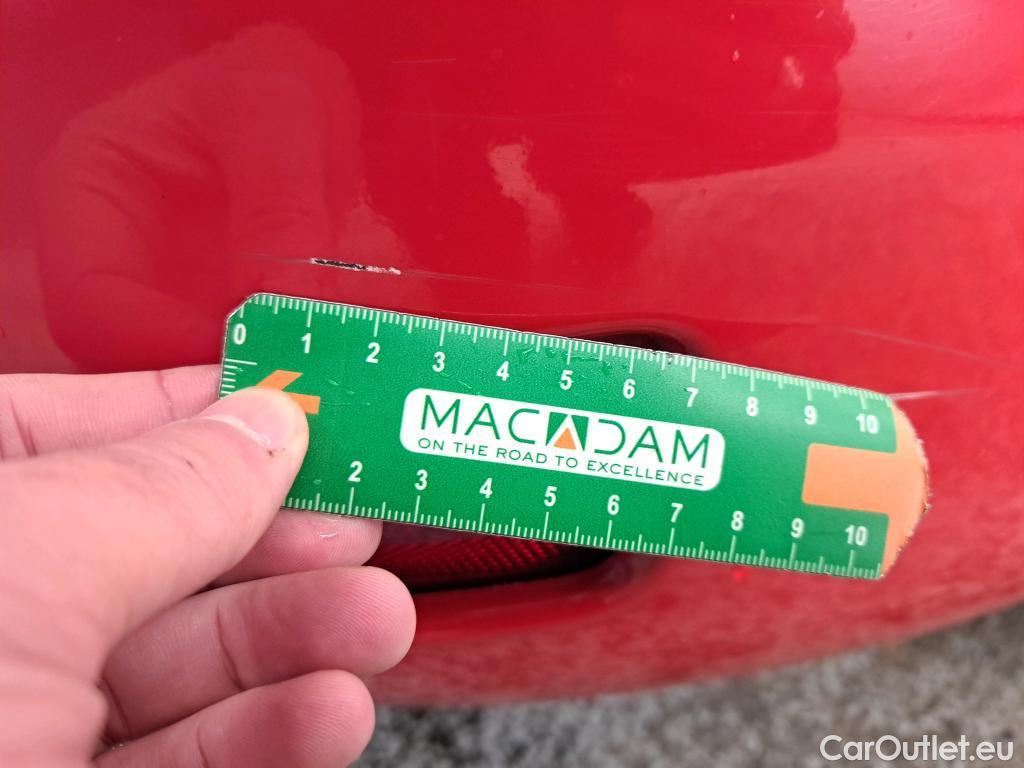 0 1 2 3 4 5 6 7 8 9 10
MACADAM
ON THE ROAD TO EXCELLENCE
2 3 4 5 6 7 8 9 10
CarOutlet.eu